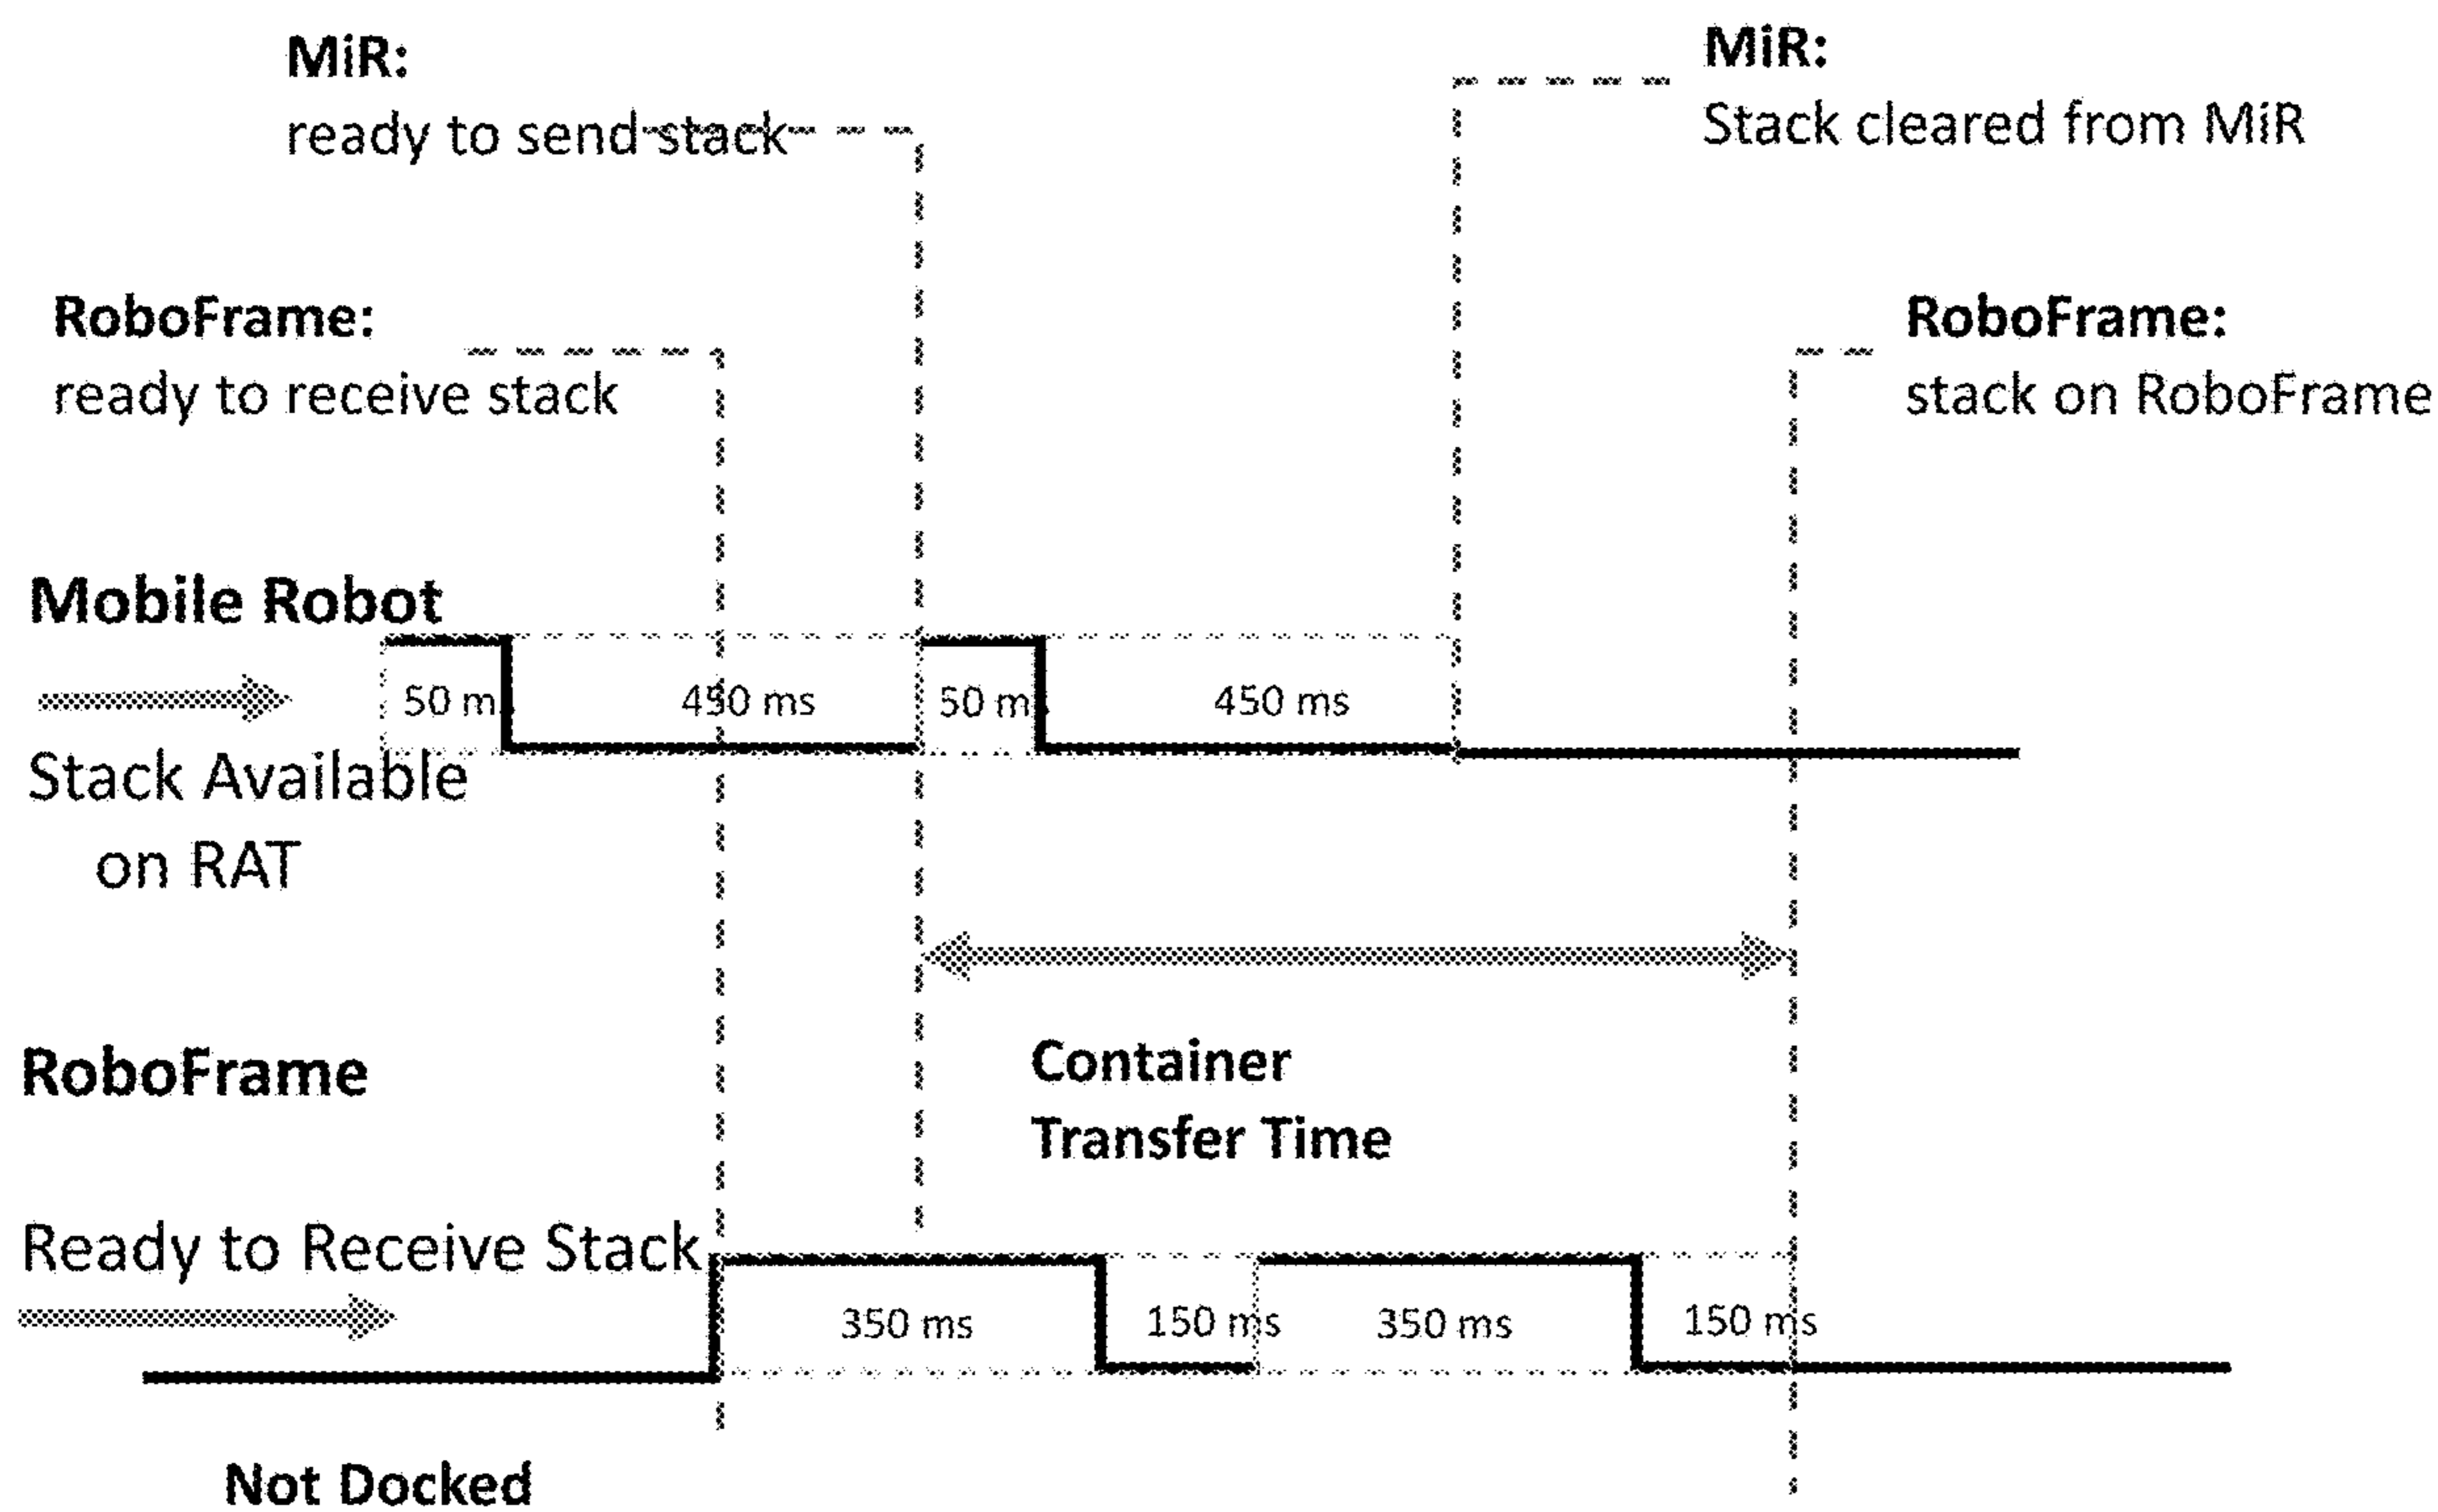 MiR:
ready to send stack
MiR:
Stack cleared from MiR
RoboFrame:
ready to receive stack
RoboFrame:
stack on RoboFrame
Mobile Robot
50 m
450 ms
50 m
450 ms
Stack Available
on RAT
RoboFrame
Container
Transfer Time
Ready to Receive Stack
350 ms
150 ms
350 ms
150 ms
Not Docked